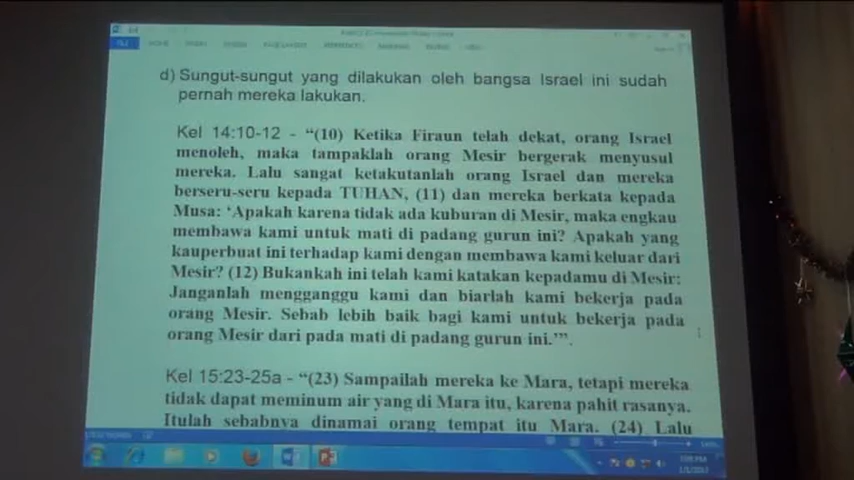 FILE
d) Sungut-sungut yang dilakukan oleh bangsa Israel ini sudah
pernah mereka lakukan.
Kel 14:10-12 - “(10) Ketika Firaun telah dekat, orang Israel
menoleh, maka tampaklah orang Mesir bergerak menyusul
mereka. Lalu sangat ketakutanlah orang Israel dan mereka
berseru-seru kepada TUHAN, (11) dan mereka berkata kepada
Musa: ‘Apakah karena tidak ada kuburan di Mesir, maka engkau
membawa kami untuk mati di padang gurun ini? Apakah yang
kauperbuat ini terhadap kami dengan membawa kami keluar dari
Mesir? (12) Bukankah ini telah kami katakan kepadamu di Mesir:
Janganlah mengganggu kami dan biarlah kami bekerja pada
orang Mesir. Sebab lebih baik bagi kami untuk bekerja pada
orang Mesir dari pada mati di padang gurun ini.’”.
Kel 15:23-25a - “(23) Sampailah mereka ke Mara, tetapi mereka
tidak dapat meminum air yang di Mara itu, karena pahit rasanya.
Itulah sebabnya dinamai orang tempat itu Mara. (24) Lalu